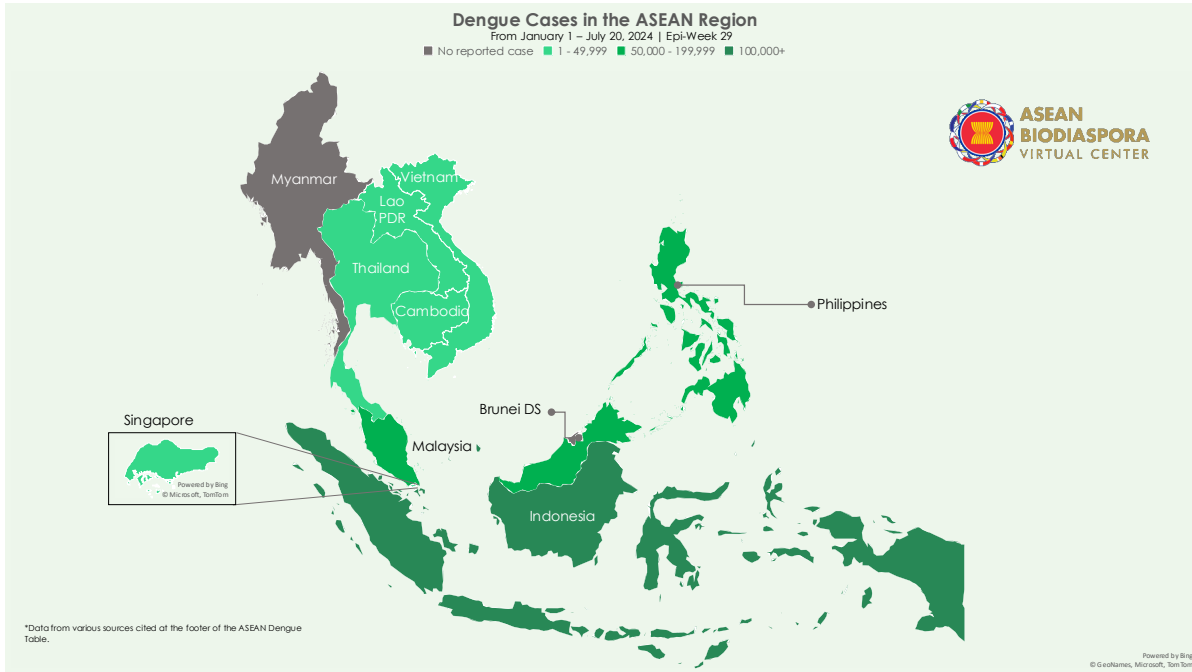 Dengue Cases in the ASEAN Region
From January 1 – July 20, 2024 | Epi-Week 29
No reported case 1 - 49,999 50,000 - 199,999 100,000+
ASEAN
BIODIASPORA
VIRTUAL CENTER
Myanmar
Vietnam
Lao
PDR
Thailand
Cambodia
Philippines
Brunei DS
Singapore
Malaysia
Powered by Bing
© Microsoft, TomTom
Indonesia
*Data from various sources cited at the footer of the ASEAN Dengue
Table.
Powered by Bing
© GeoNames, Microsoft, TomTom